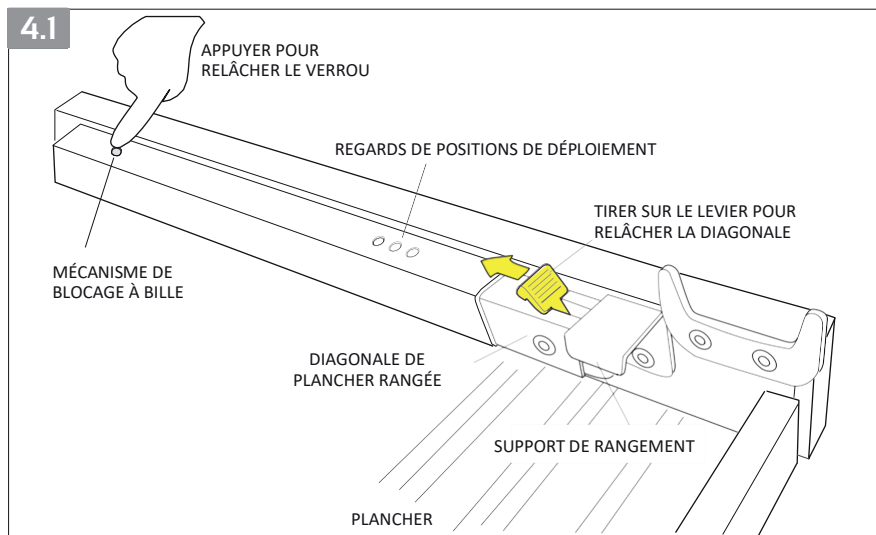 4.1
APPUYER POUR
RELÂCHER LE VERROU
REGARDS DE POSITIONS DE DÉPLOIEMENT
TIRER SUR LE LEVIER POUR
RELÂCHER LA DIAGONALE
MÉCANISME DE
BLOCAGE À BILLE
DIAGONALE DE
PLANCHER RANGÉE
SUPPORT DE RANGEMENT
PLANCHER